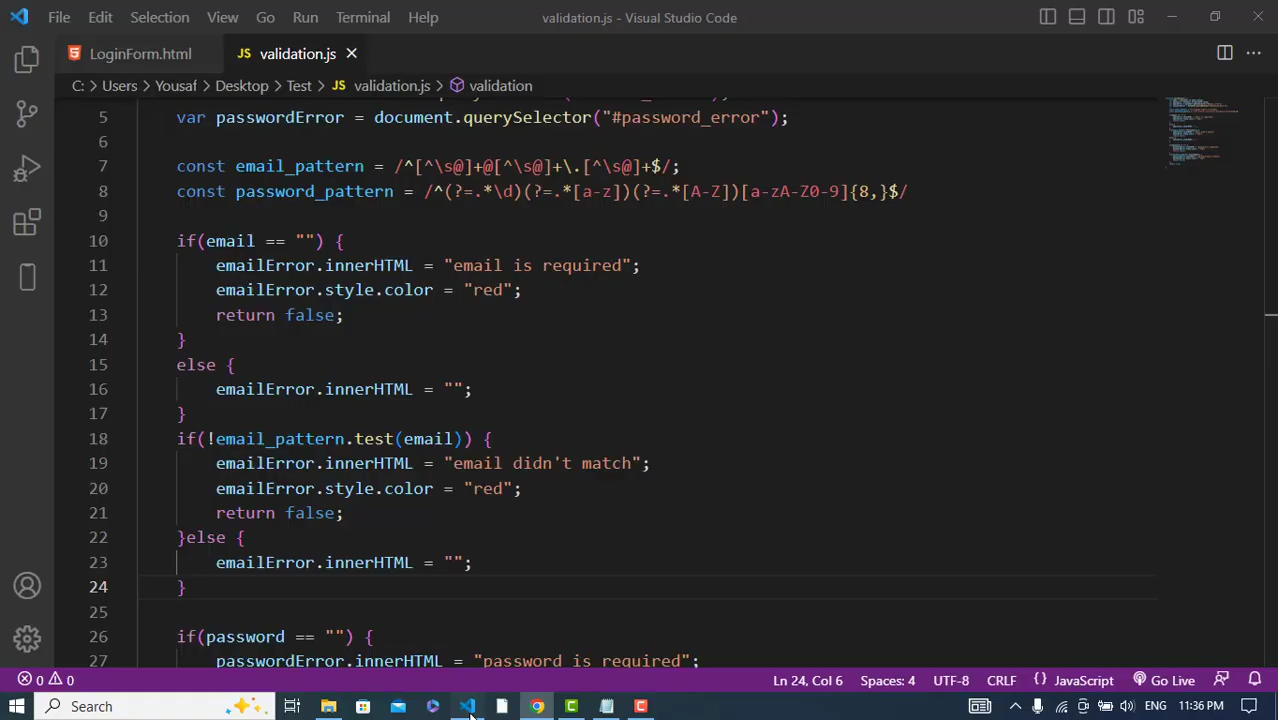 File Edit Selection View Go Run Terminal Help validation.js - Visual Studio Code
LoginForm.html JS validation.js
C: Users Yousaf Desktop Test JS validation.js validation
5 var passwordError = document.querySelector("#password_error");
6
7 const email_pattern = /^[^\s@]+@[^\s@]+\.[^\s@]+$/;
8 const password_pattern = /^(?=.*\d)(?=.*[a-z])(?=.*[A-Z])[a-zA-Z0-9]{8,}$/
9
10 if(email == "") {
11 emailError.innerHTML = "email is required";
12 emailError.style.color = "red";
13 return false;
14 }
15 else {
16 emailError.innerHTML = "";
17 }
18 if(!email_pattern.test(email)) {
19 emailError.innerHTML = "email didn't match";
20 emailError.style.color = "red";
21 return false;
22 }else {
23 emailError.innerHTML = "";
24 }
25
26 if(password == "") {
27 passwordError.innerHTML = "password is required";
0 0 Ln 24, Col 6 Spaces: 4 UTF-8 CRLF {} JavaScript Go Live
Search ENG 11:36 PM